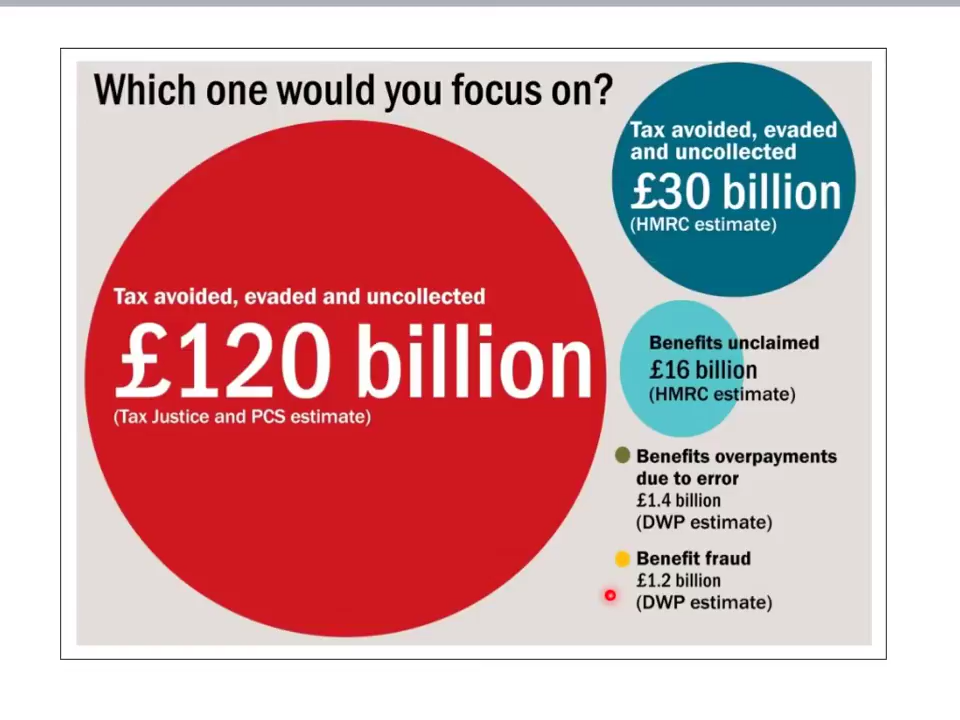 Which one would you focus on?
Tax avoided, evaded and uncollected
£120 billion
(Tax Justice and PCS estimate)
Tax avoided, evaded
and uncollected
£30 billion
(HMRC estimate)
Benefits unclaimed
£16 billion
(HMRC estimate)
Benefits overpayments
due to error
£1.4 billion
(DWP estimate)
Benefit fraud
£1.2 billion
(DWP estimate)